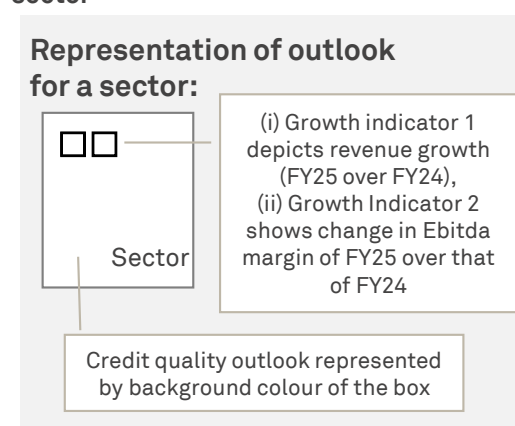 Representation of outlook
for a sector:
(i) Growth indicator 1
depicts revenue growth
(FY25 over FY24),
(ii) Growth Indicator 2
shows change in Ebitda
margin of FY25 over that
of FY24
Sector
Credit quality outlook represented
by background colour of the box